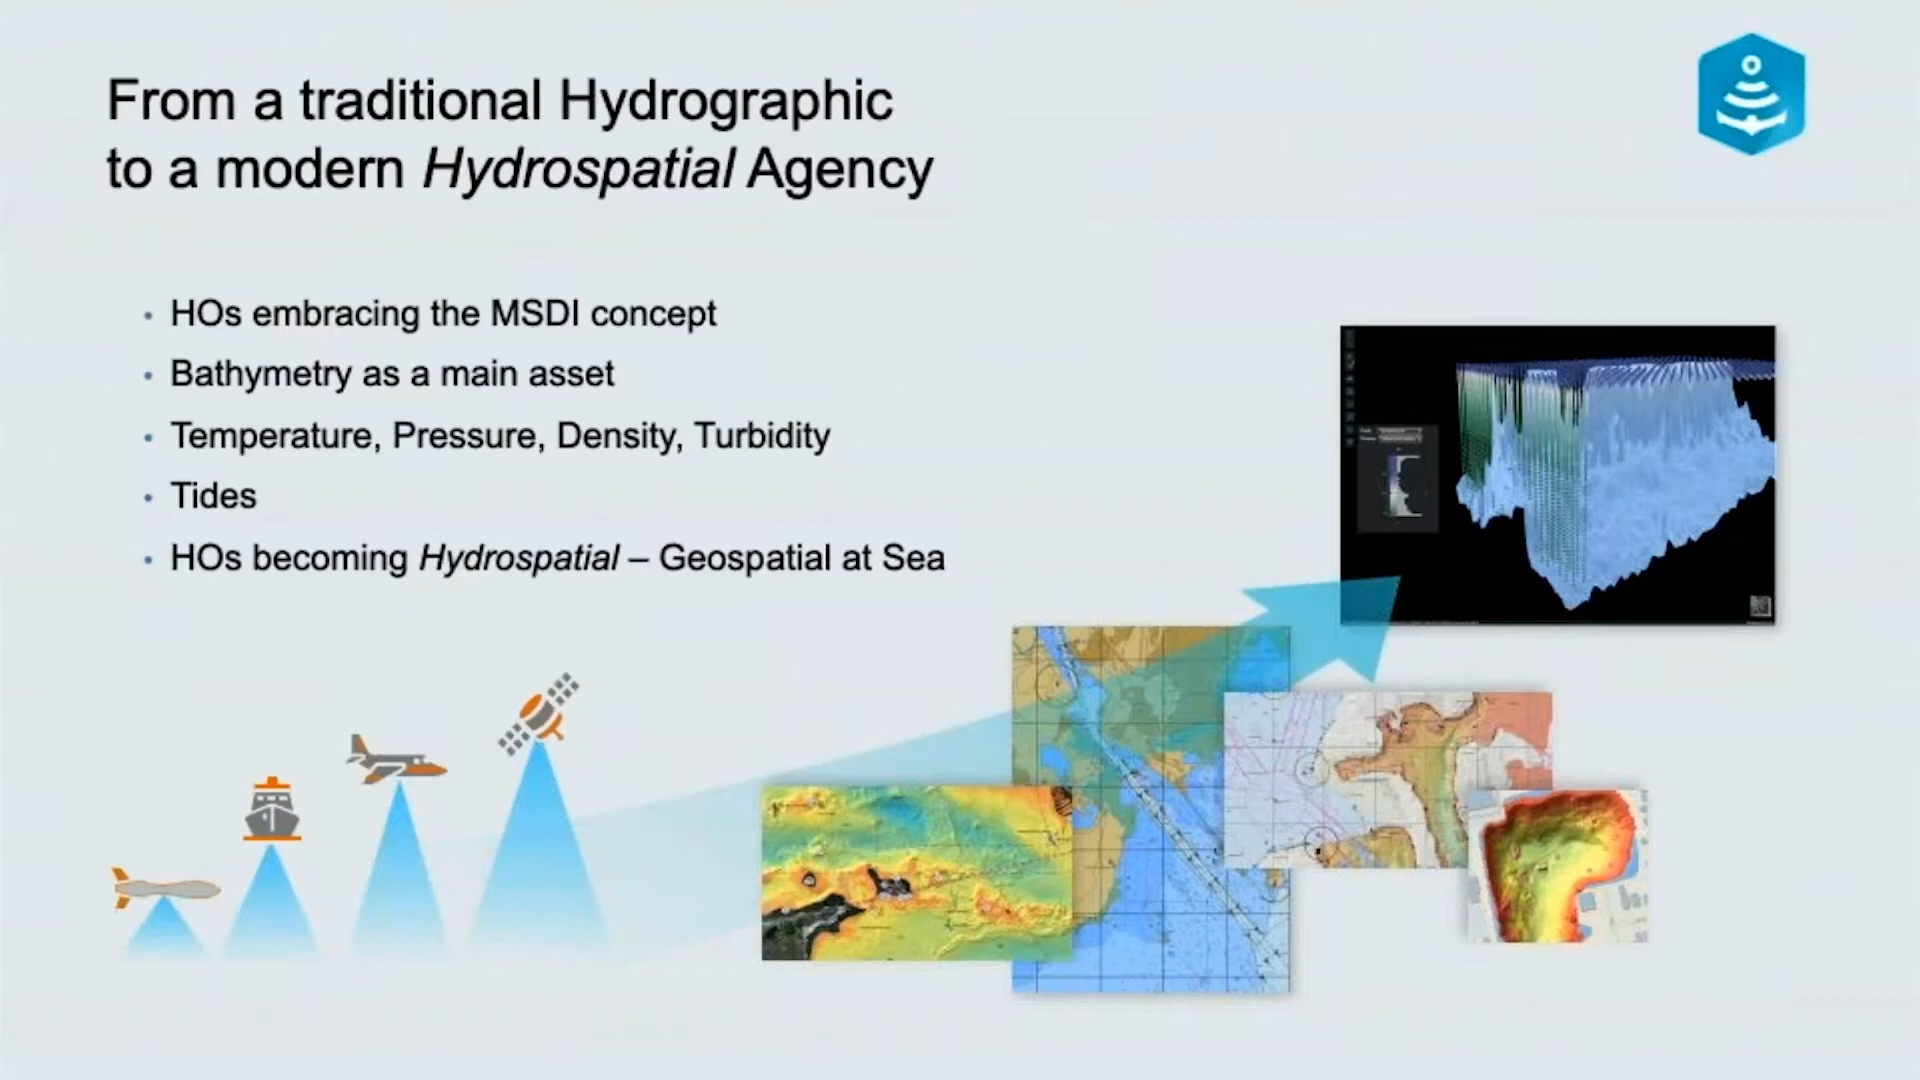 From a traditional Hydrographic
to a modern Hydrospatial Agency
• HOs embracing the MSDI concept
• Bathymetry as a main asset
• Temperature, Pressure, Density, Turbidity
• Tides
• HOs becoming Hydrospatial – Geospatial at Sea